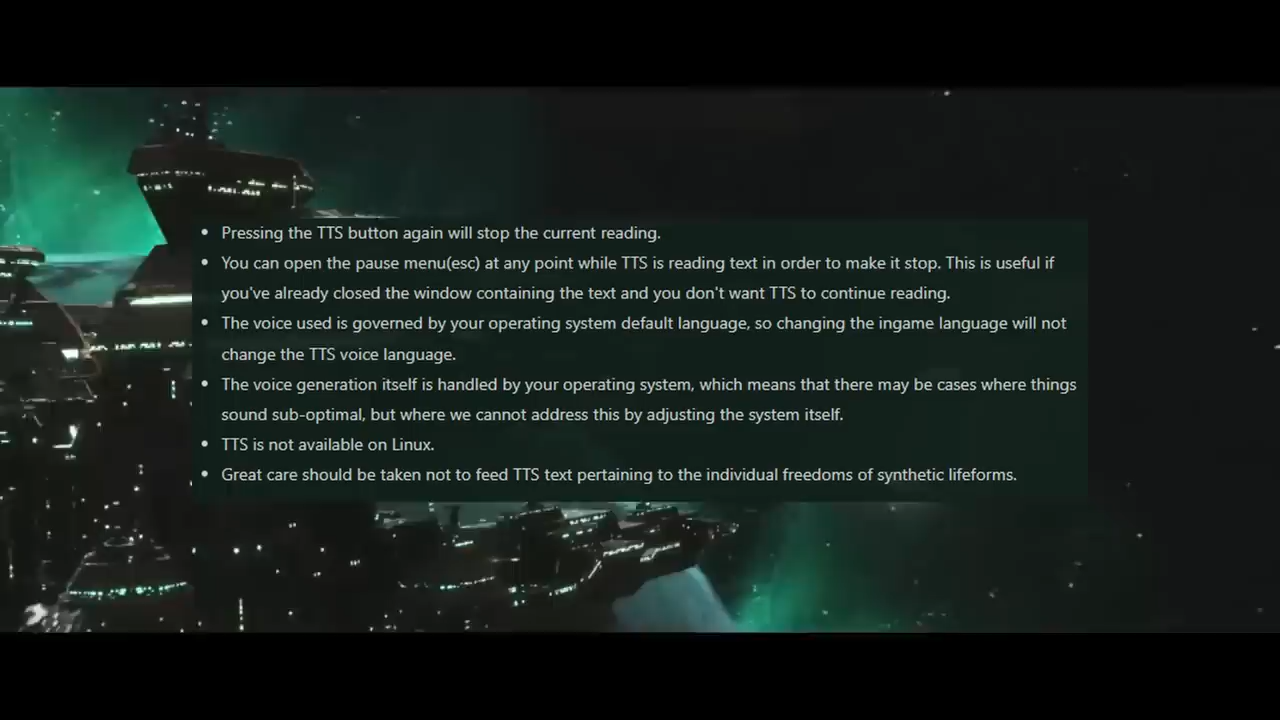 Pressing the TTS button again will stop the current reading.
You can open the pause menu(esc) at any point while TTS is reading text in order to make it stop. This is useful if
you've already closed the window containing the text and you don't want TTS to continue reading.
The voice used is governed by your operating system default language, so changing the ingame language will not
change the TTS voice language.
The voice generation itself is handled by your operating system, which means that there may be cases where things
sound sub-optimal, but where we cannot address this by adjusting the system itself.
TTS is not available on Linux.
Great care should be taken not to feed TTS text pertaining to the individual freedoms of synthetic lifeforms.